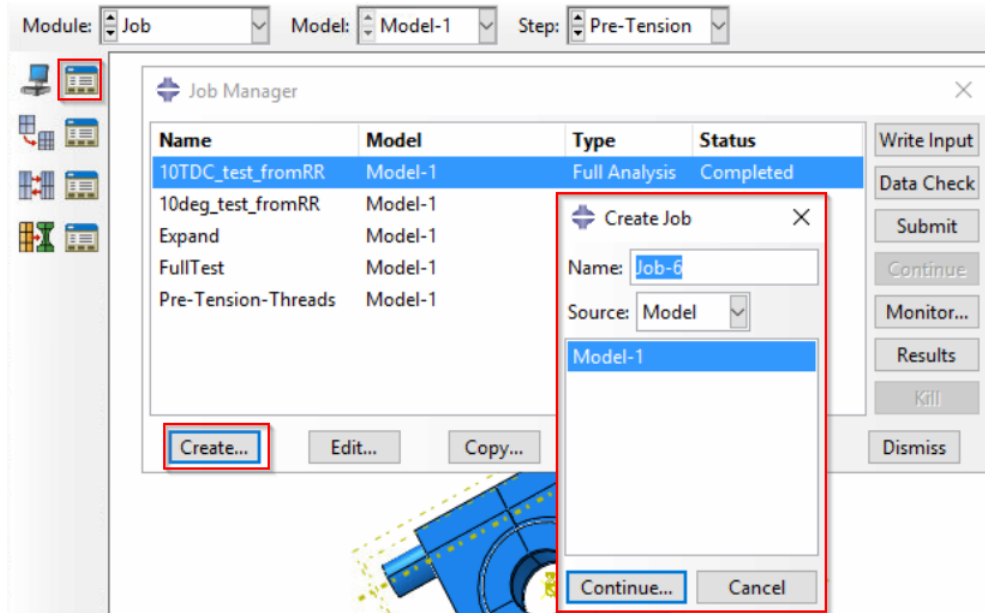 Module: Job Model: Model-1 Step: Pre-Tension
Job Manager
Name Model Type Status
10TDC_test_fromRR Model-1 Full Analysis Completed
10deg_test_fromRR Model-1
Expand Model-1
FullTest Model-1
Pre-Tension-Threads Model-1
Write Input
Data Check
Submit
Continue
Monitor...
Results
Kill
Create... Edit... Copy... Dismiss
Create Job
Name: Job-6
Source: Model
Model-1
Continue... Cancel